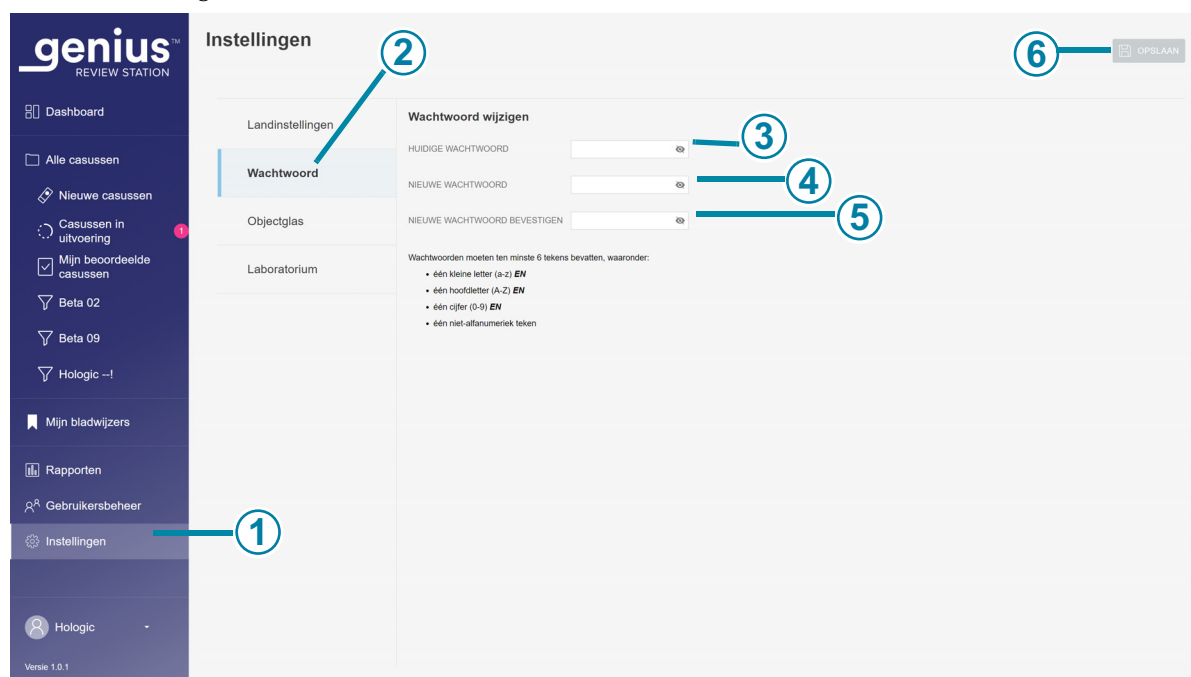 genius™
REVIEW STATION
Dashboard
Alle casussen
Nieuwe casussen
Casussen in
uitvoering
1
Mijn beoordeelde
casussen
Beta 02
Beta 09
Hologic --!
Mijn bladwijzers
Rapporten
Gebruikersbeheer
Instellingen
1
Hologic
Versie 1.0.1
Instellingen
2
6
OPSLAAN
Landinstellingen
Wachtwoord
Objectglas
Laboratorium
Wachtwoord wijzigen
HUIDIGE WACHTWOORD
3
NIEUWE WACHTWOORD
4
NIEUWE WACHTWOORD BEVESTIGEN
5
Wachtwoorden moeten ten minste 6 tekens bevatten, waaronder:
• één kleine letter (a-z) EN
• één hoofdletter (A-Z) EN
• één cijfer (0-9) EN
• één niet-alfanumeriek teken